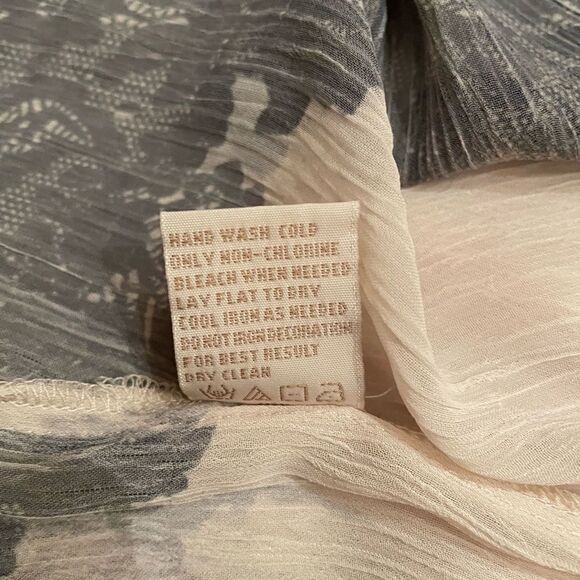 HAND WASH COLD
ONLY NON-CHLORINE
BLEACH WHEN NEEDED
LAY FLAT TO DRY
COOL IRON AS NEEDED
DO NOT IRON DECORATION
FOR BEST RESULT
DRY CLEAN